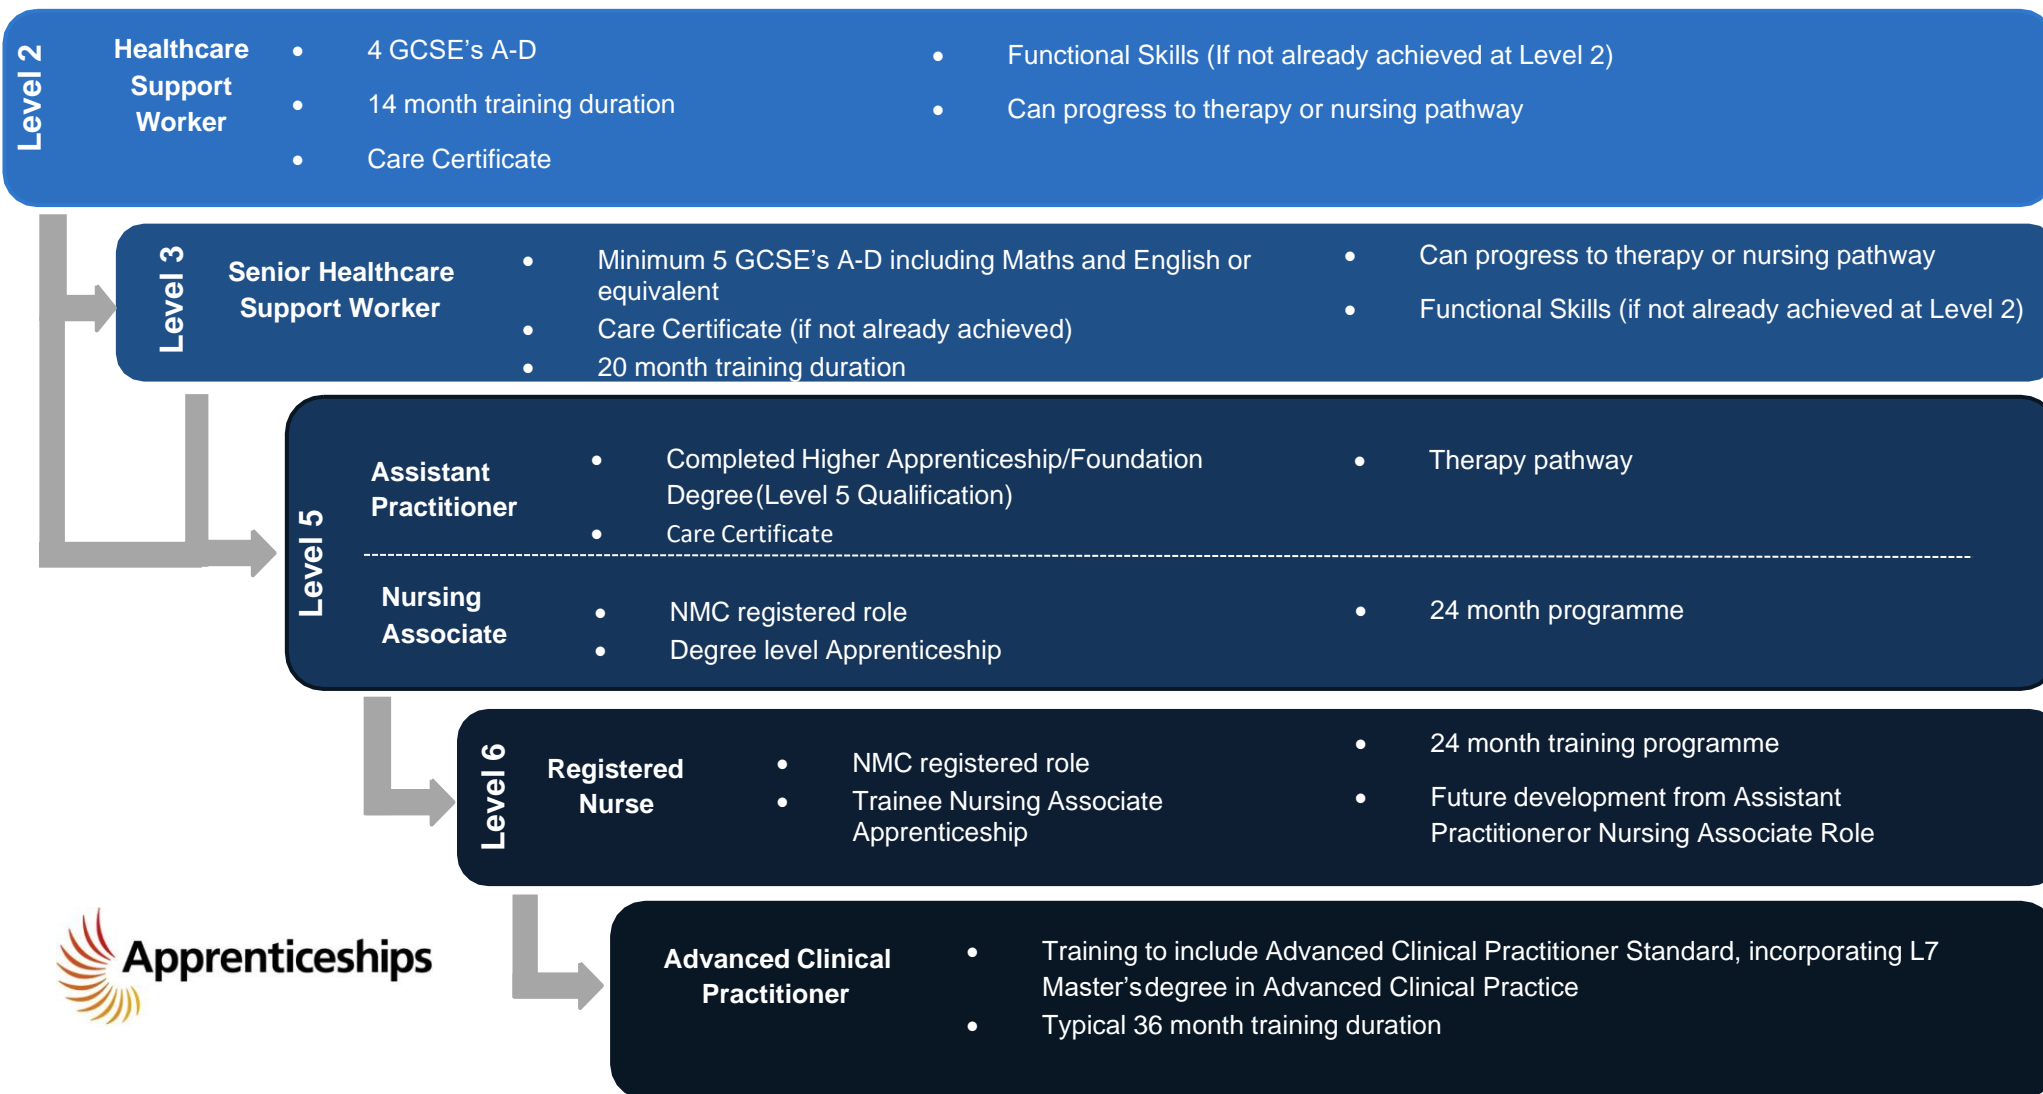 Level 2
Healthcare
Support
Worker
• 4 GCSE’s A-D
• 14 month training duration
• Care Certificate
• Functional Skills (If not already achieved at Level 2)
• Can progress to therapy or nursing pathway
Level 3
Senior Healthcare
Support Worker
• Minimum 5 GCSE’s A-D including Maths and English or
equivalent
• Care Certificate (if not already achieved)
• 20 month training duration
• Can progress to therapy or nursing pathway
• Functional Skills (if not already achieved at Level 2)
Level 5
Assistant
Practitioner
• Completed Higher Apprenticeship/Foundation
Degree (Level 5 Qualification)
• Care Certificate
• Therapy pathway
Nursing
Associate
• NMC registered role
• Degree level Apprenticeship
• 24 month programme
Level 6
Registered
Nurse
• NMC registered role
• Trainee Nursing Associate
Apprenticeship
• 24 month training programme
• Future development from Assistant
Practitioneror Nursing Associate Role
Apprenticeships
Advanced Clinical
Practitioner
• Training to include Advanced Clinical Practitioner Standard, incorporating L7
Master’s degree in Advanced Clinical Practice
• Typical 36 month training duration